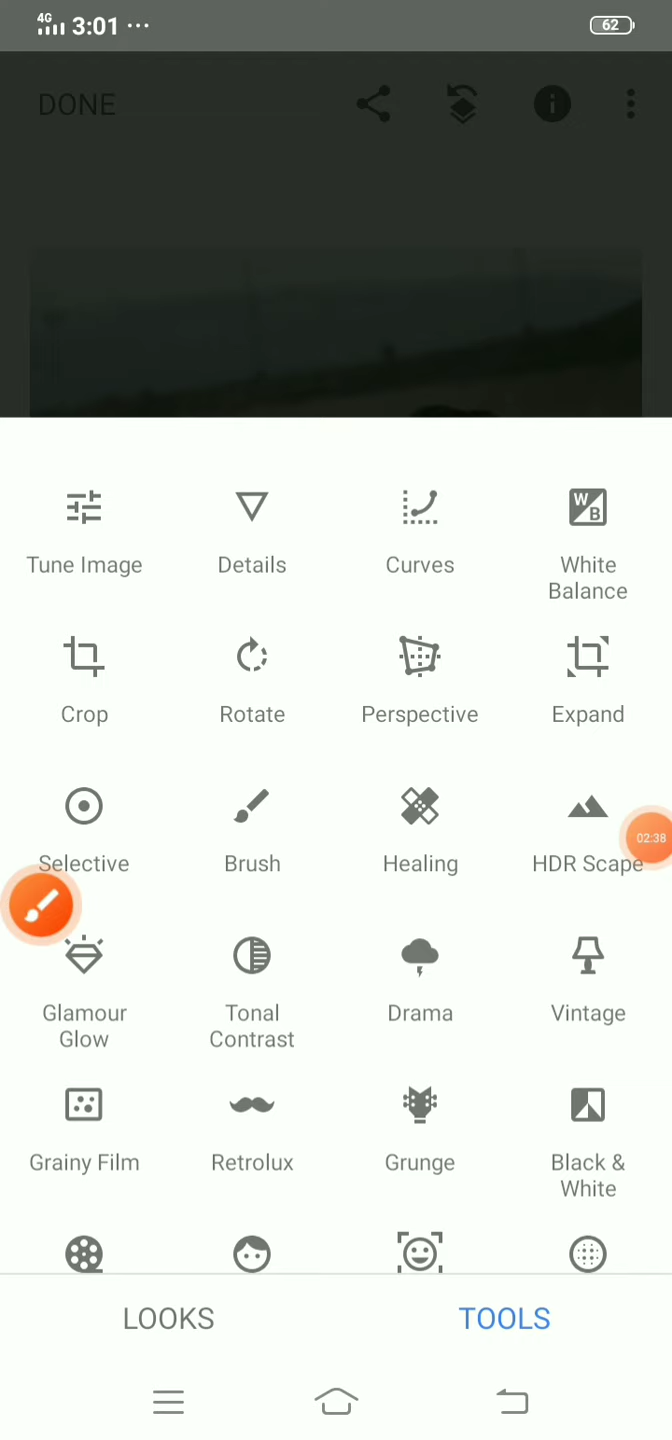 4G 3:01 ... 62
DONE
Tune Image Details Curves White Balance
Crop Rotate Perspective Expand
Selective Brush Healing HDR Scape
02:38
Glamour Glow Tonal Contrast Drama Vintage
Grainy Film Retrolux Grunge Black & White
LOOKS TOOLS